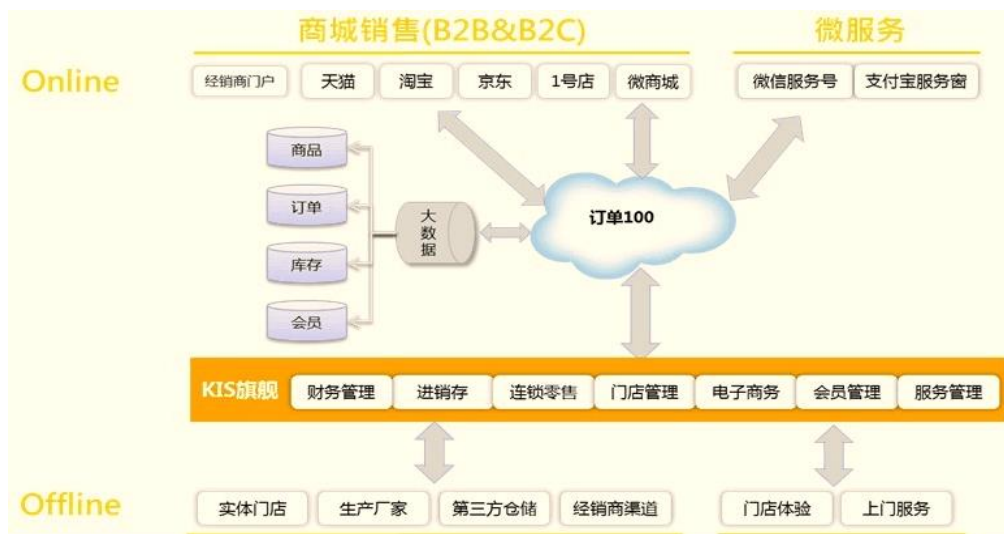 商城销售(B2B&B2C)
微服务
Online
经销商门户
天猫
淘宝
京东
1号店
微商城
微信服务号
支付宝服务窗
商品
订单
库存
会员
大数据
订单100
KIS旗舰
财务管理
进销存
连锁零售
门店管理
电子商务
会员管理
服务管理
Offline
实体门店
生产厂家
第三方仓储
经销商渠道
门店体验
上门服务